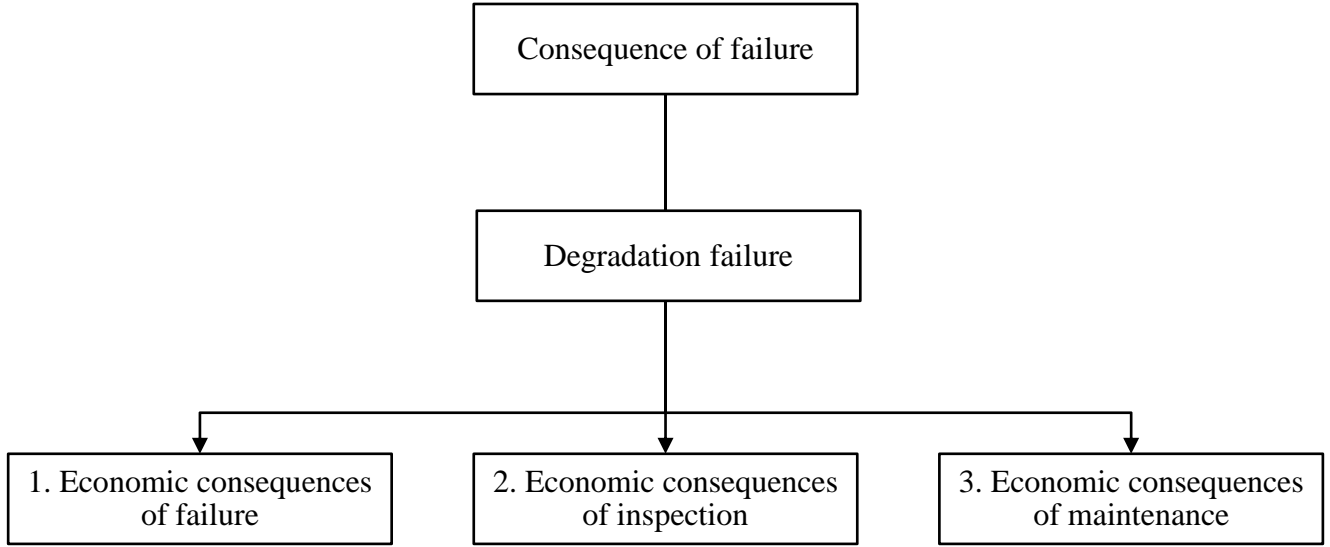 Consequence of failure
Degradation failure
1. Economic consequences
of failure
2. Economic consequences
of inspection
3. Economic consequences
of maintenance